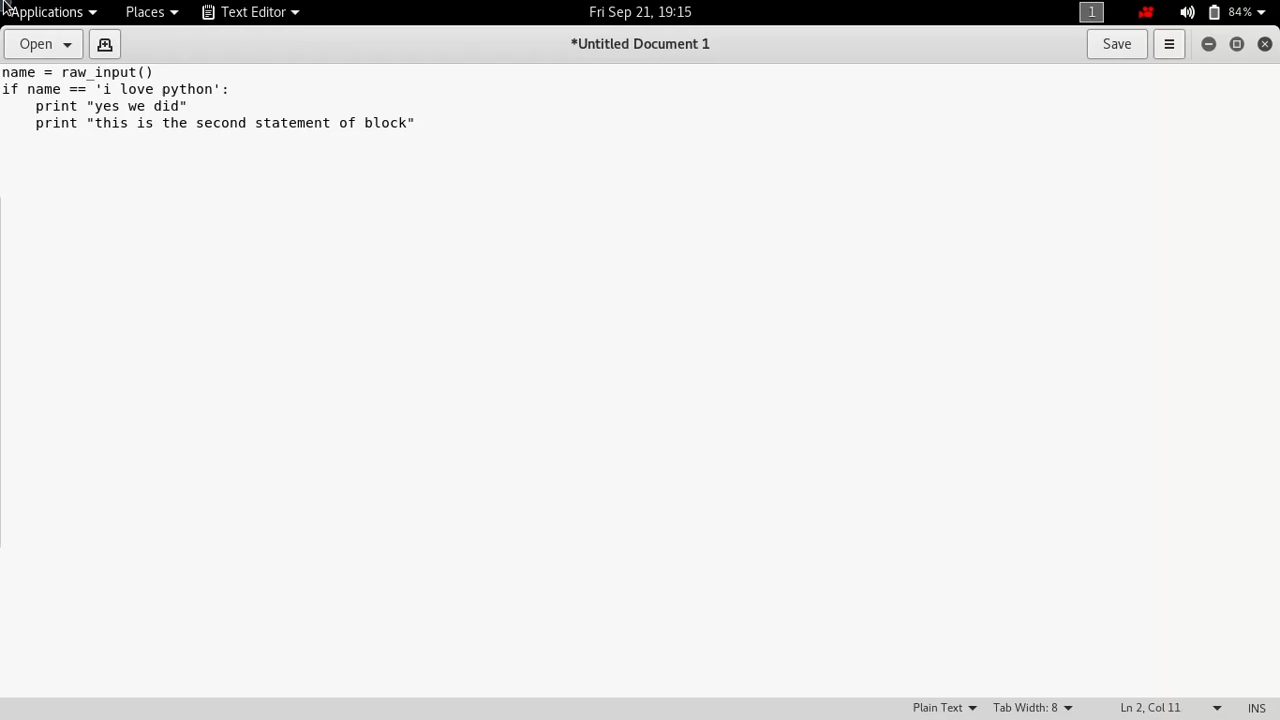 Applications Places Text Editor Fri Sep 21, 19:15 1 84%
Open *Untitled Document 1 Save
name = raw_input()
if name == 'i love python':
    print "yes we did"
    print "this is the second statement of block"
Plain Text Tab Width: 8 Ln 2, Col 11 INS